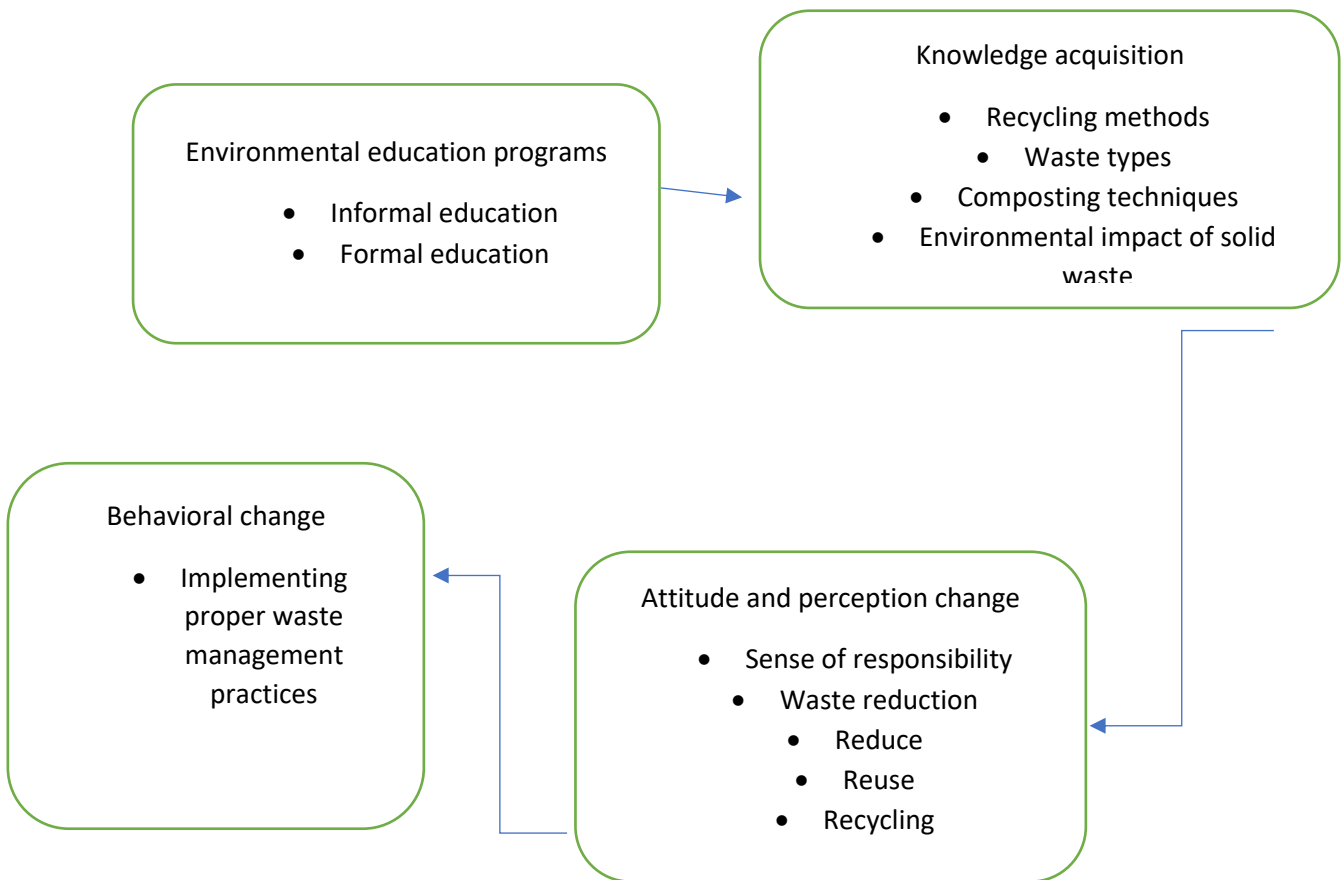 Environmental education programs
• Informal education
• Formal education
Knowledge acquisition
• Recycling methods
• Waste types
• Composting techniques
• Environmental impact of solid
waste
Attitude and perception change
• Sense of responsibility
• Waste reduction
• Reduce
• Reuse
• Recycling
Behavioral change
• Implementing
proper waste
management
practices